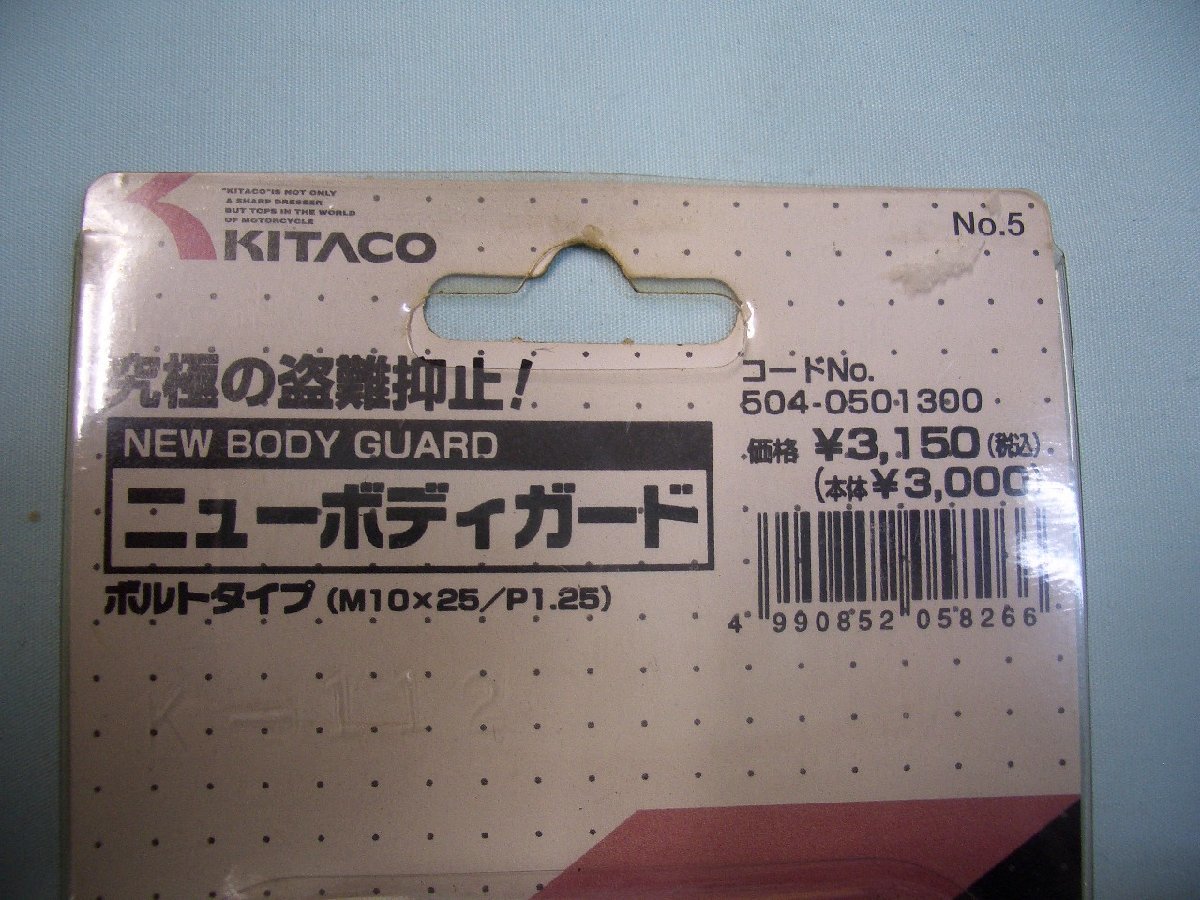 "KITACO" IS NOT ONLY
A SHARP DRESSER
BUT TOPS IN THE WORLD
OF MOTORCYCLE
KITACO
No.5
究極の盗難抑止!
NEW BODY GUARD
ニューボディガード
ボルトタイプ(M10×25/P1.25)
コードNo.
504-0501300
価格 ¥3,150(税込)
(本体¥3,000)
4 990852 058266
K-112